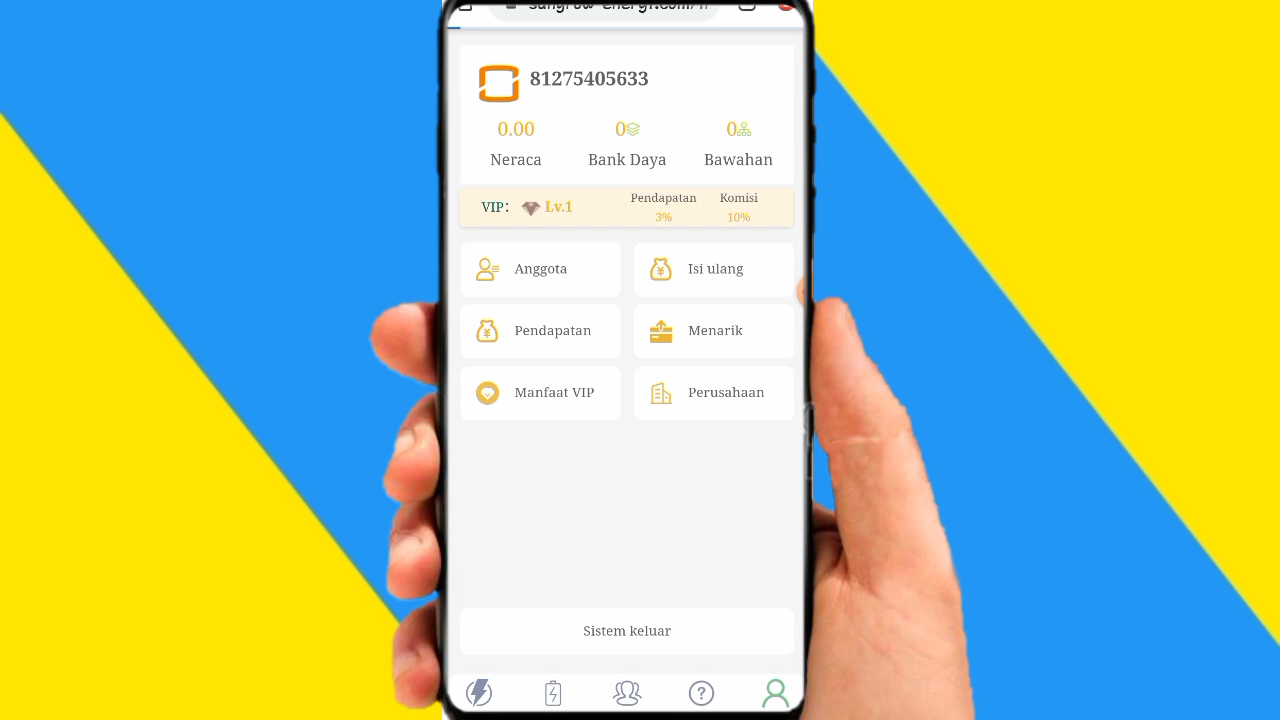 81275405633
0.00 0 0
Neraca Bank Daya Bawahan
VIP: Lv.1 Pendapatan Komisi
3% 10%
Anggota Isi ulang
Pendapatan Menarik
Manfaat VIP Perusahaan
Sistem keluar